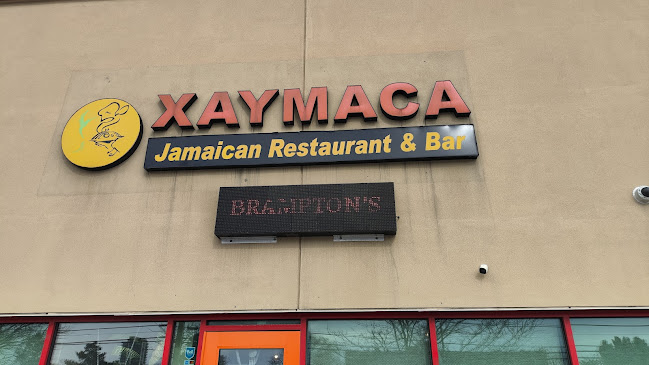 XAYMACA
Jamaican Restaurant & Bar
BRAMPTON'S